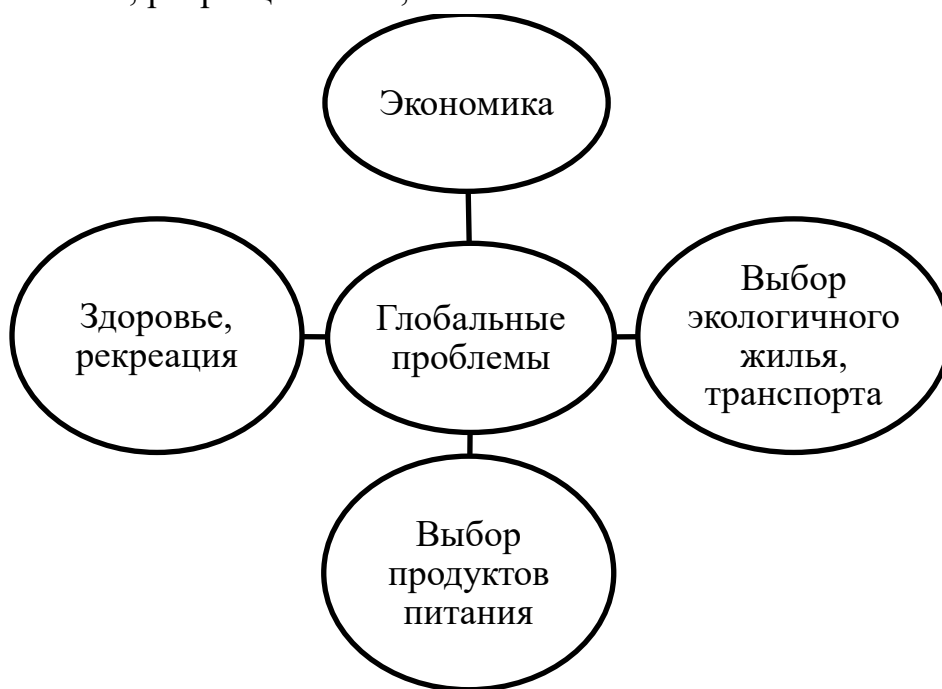 Экономика
Здоровье,
рекреация
Глобальные
проблемы
Выбор
экологичного
жилья,
транспорта
Выбор
продуктов
питания